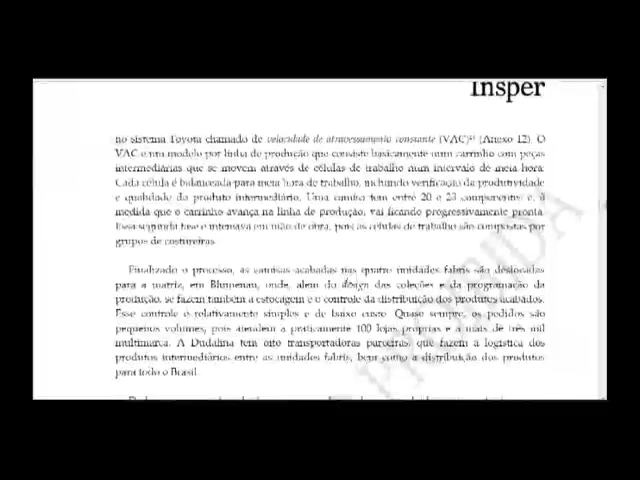 Insper
no sistema Toyota chamado de velocidade de atravessamento constante (VAC)²¹ (Anexo 12). O
VAC é um modelo por linha de produção que consiste basicamente num carrinho com peças
intermediárias que se movem através de células de trabalho num intervalo de meia hora.
Cada célula é balanceada para meia hora de trabalho, incluindo verificação da produtividade
e qualidade do produto intermediário. Uma camisa tem entre 20 e 23 componentes e, à
medida que o carrinho avança na linha de produção, vai ficando progressivamente pronta.
Essa segunda fase é intensiva em mão de obra, pois as células de trabalho são compostas por
grupos de costureiras.
Finalizado o processo, as camisas acabadas nas quatro unidades fabris são deslocadas
para a matriz, em Blumenau, onde, além do design das coleções e da programação da
produção, se fazem também a estocagem e o controle da distribuição dos produtos acabados.
Esse controle é relativamente simples e de baixo custo. Quase sempre, os pedidos são
pequenos volumes, pois atendem a praticamente 100 lojas próprias e a mais de três mil
multimarca. A Dudalina tem oito transportadoras parceiras, que fazem a logística dos
produtos intermediários entre as unidades fabris, bem como a distribuição dos produtos
para todo o Brasil.